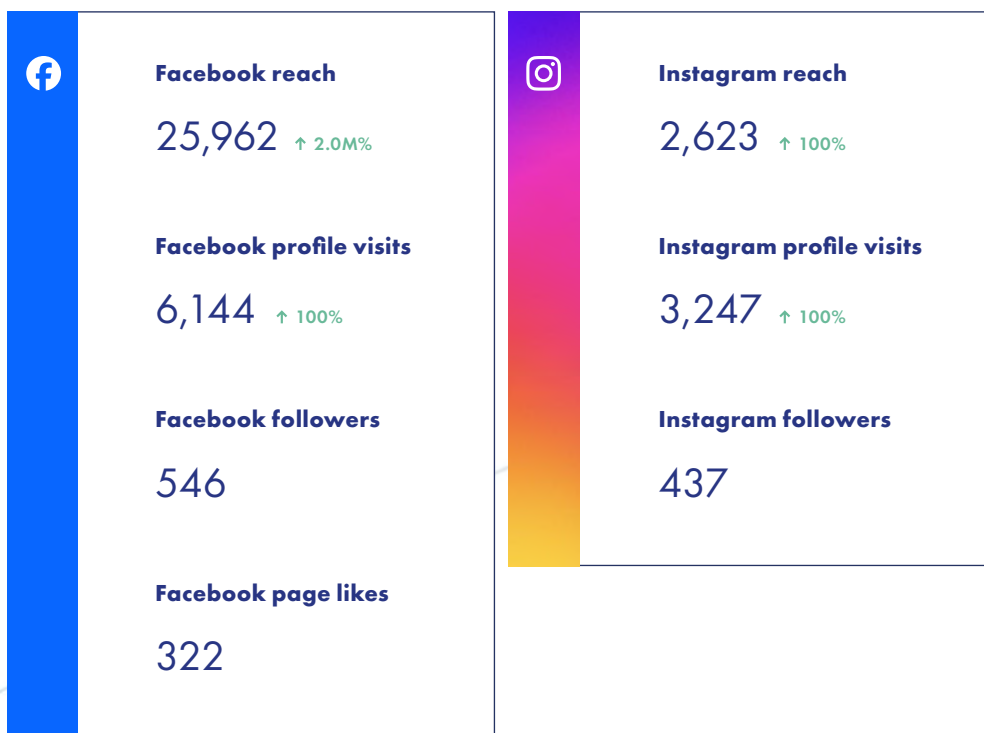 Facebook reach
25,962 ↑ 2.0M%
Facebook profile visits
6,144 ↑ 100%
Facebook followers
546
Facebook page likes
322
Instagram reach
2,623 ↑ 100%
Instagram profile visits
3,247 ↑ 100%
Instagram followers
437